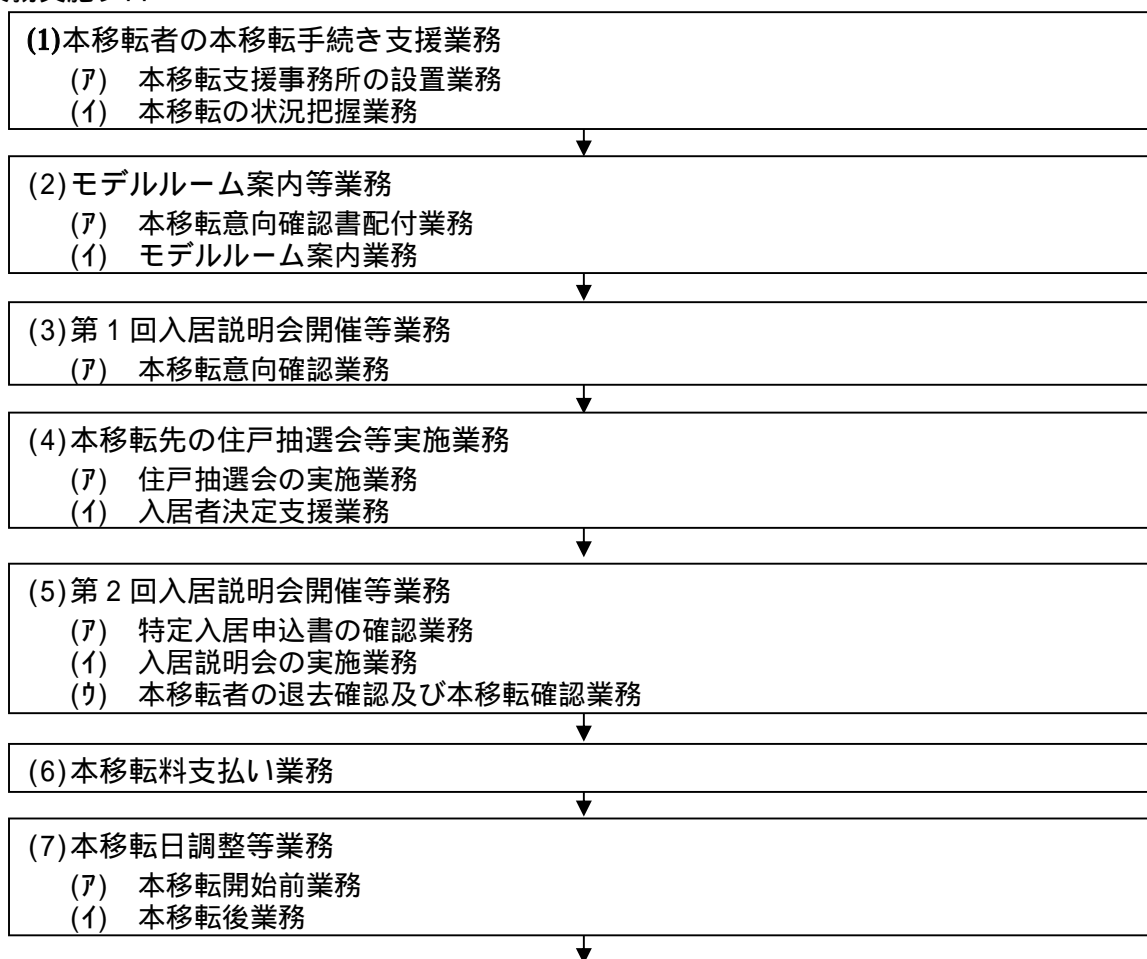 (1)本移転者の本移転手続き支援業務
(ｱ) 本移転支援事務所の設置業務
(ｲ) 本移転の状況把握業務
(2)モデルルーム案内等業務
(ｱ) 本移転意向確認書配付業務
(ｲ) モデルルーム案内業務
(3)第1回入居説明会開催等業務
(ｱ) 本移転意向確認業務
(4)本移転先の住戸抽選会等実施業務
(ｱ) 住戸抽選会の実施業務
(ｲ) 入居者決定支援業務
(5)第2回入居説明会開催等業務
(ｱ) 特定入居申込書の確認業務
(ｲ) 入居説明会の実施業務
(ｳ) 本移転者の退去確認及び本移転確認業務
(6)本移転料支払い業務
(7)本移転日調整等業務
(ｱ) 本移転開始前業務
(ｲ) 本移転後業務